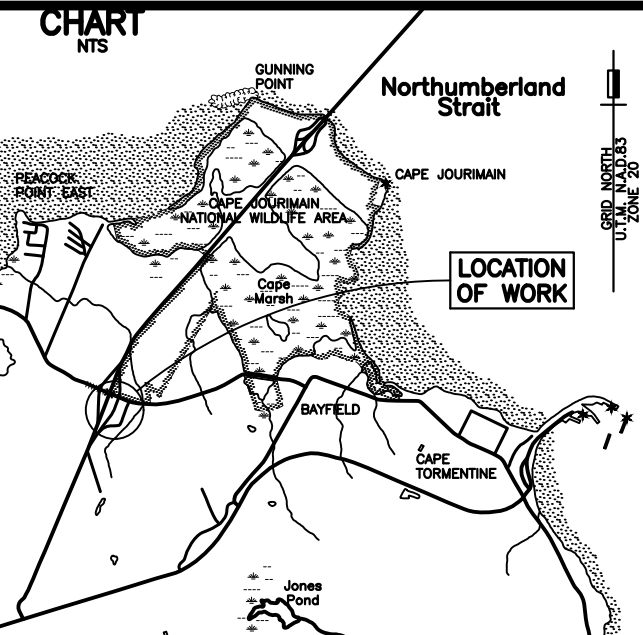 CHART
NTS
GUNNING
POINT
Northumberland
Strait
PEACOCK
POINT EAST
CAPE JOURIMAIN
CAPE JOURIMAIN
NATIONAL WILDLIFE AREA
GRID NORTH
U.T.M. N.A.D.83
ZONE 20
LOCATION
OF WORK
Cape
Marsh
BAYFIELD
CAPE
TORMENTINE
Jones
Pond